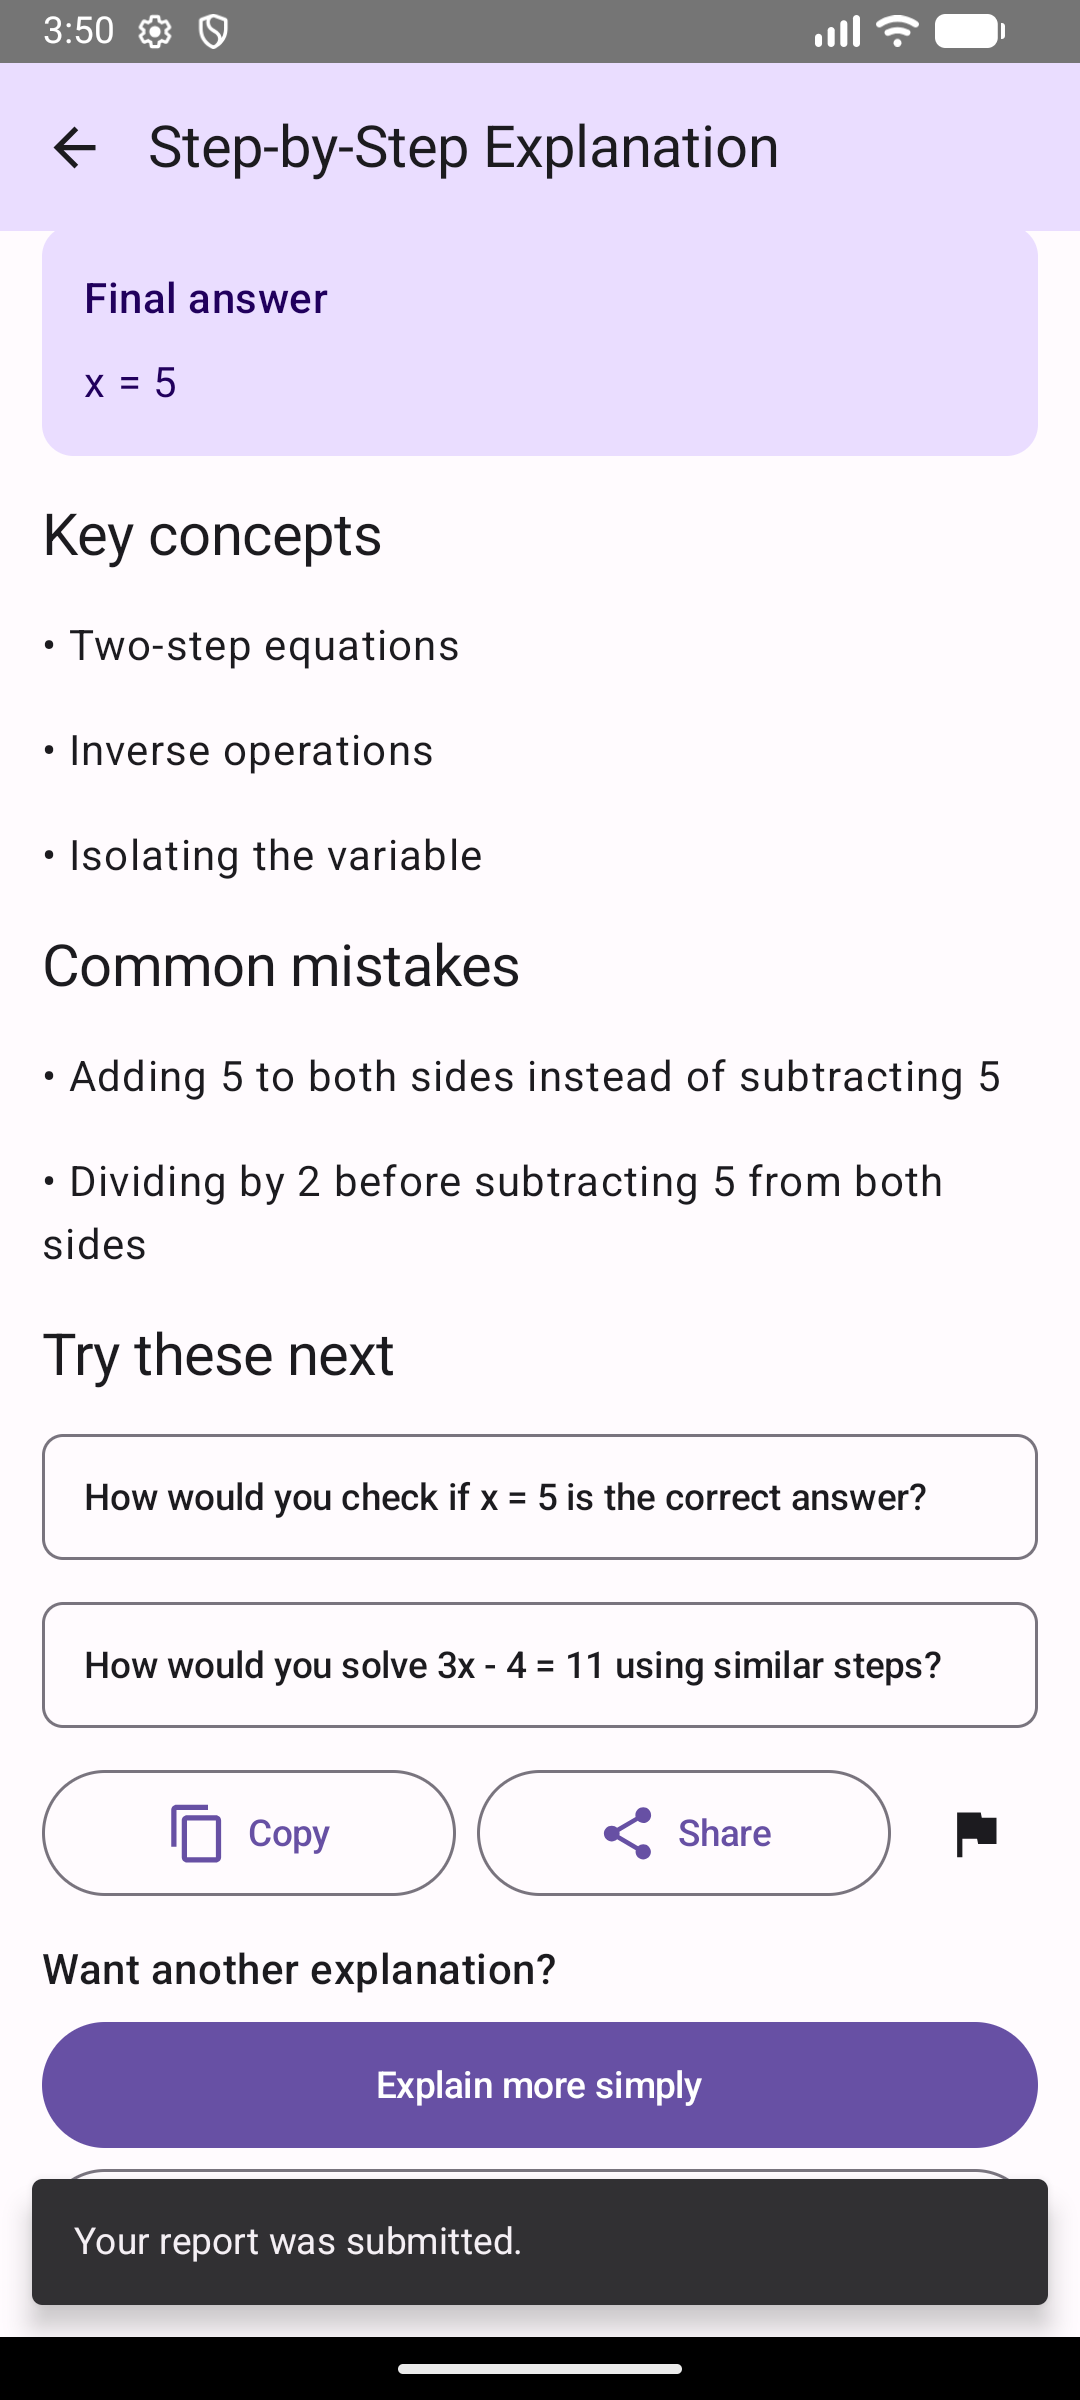 3:50
Step-by-Step Explanation
Final answer
x = 5
Key concepts
• Two-step equations
• Inverse operations
• Isolating the variable
Common mistakes
• Adding 5 to both sides instead of subtracting 5
• Dividing by 2 before subtracting 5 from both
sides
Try these next
How would you check if x = 5 is the correct answer?
How would you solve 3x - 4 = 11 using similar steps?
Copy
Share
Want another explanation?
Explain more simply
Your report was submitted.